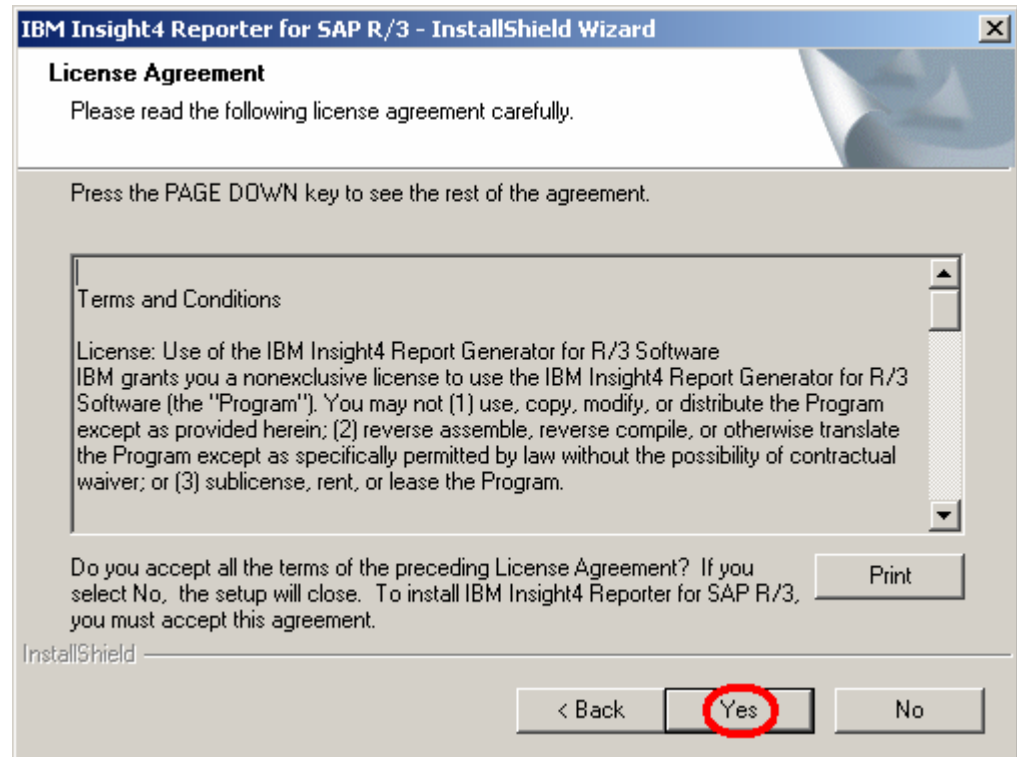 IBM Insight4 Reporter for SAP R/3 - InstallShield Wizard
License Agreement
Please read the following license agreement carefully.
Press the PAGE DOWN key to see the rest of the agreement.
Terms and Conditions
License: Use of the IBM Insight4 Report Generator for R/3 Software
IBM grants you a nonexclusive license to use the IBM Insight4 Report Generator for R/3
Software (the "Program"). You may not (1) use, copy, modify, or distribute the Program
except as provided herein; (2) reverse assemble, reverse compile, or otherwise translate
the Program except as specifically permitted by law without the possibility of contractual
waiver; or (3) sublicense, rent, or lease the Program.
Do you accept all the terms of the preceding License Agreement?  If you
select No,  the setup will close.  To install IBM Insight4 Reporter for SAP R/3,
you must accept this agreement.
Print
InstallShield
< Back
Yes
No